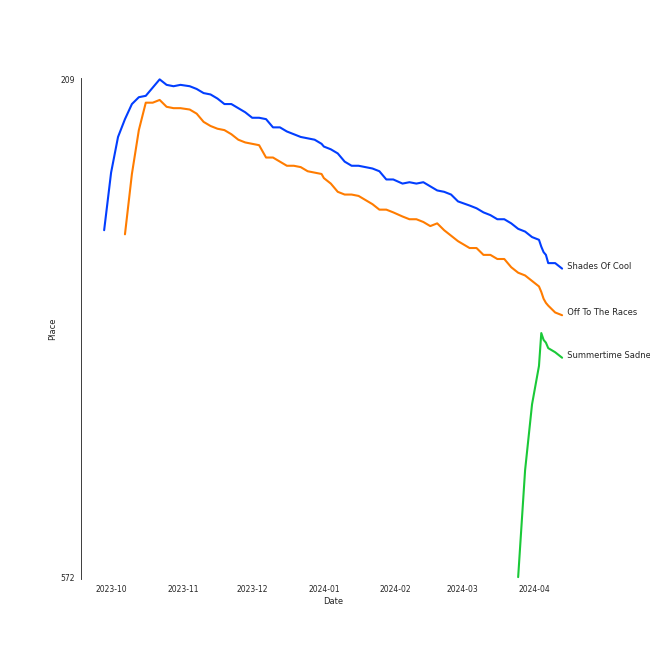 209
Shades Of Cool
Off To The Races
Place
Summertime Sadne
572
2023-10 2023-11 2023-12 2024-01 2024-02 2024-03 2024-04
Date